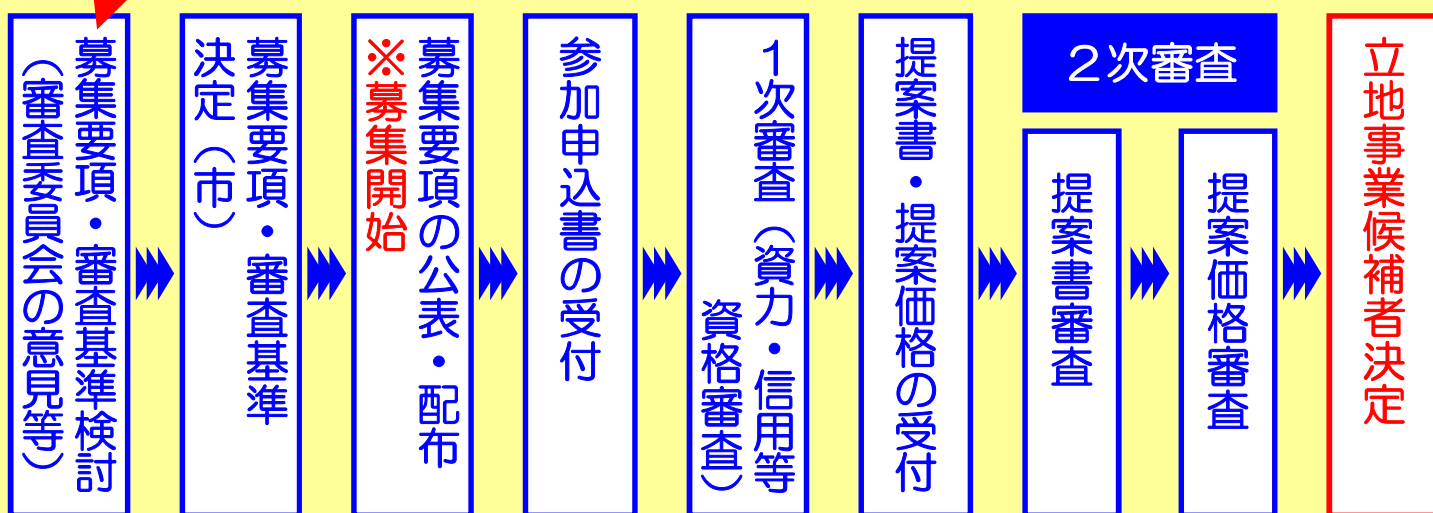 募集要項・審査基準検討
（審査委員会の意見等）
募集要項・審査基準
決定（市）
募集要項の公表・配布
※募集開始
参加申込書の受付
１次審査（資力・信用等
資格審査）
提案書・提案価格の受付
２次審査
提案書審査
提案価格審査
立地事業候補者決定